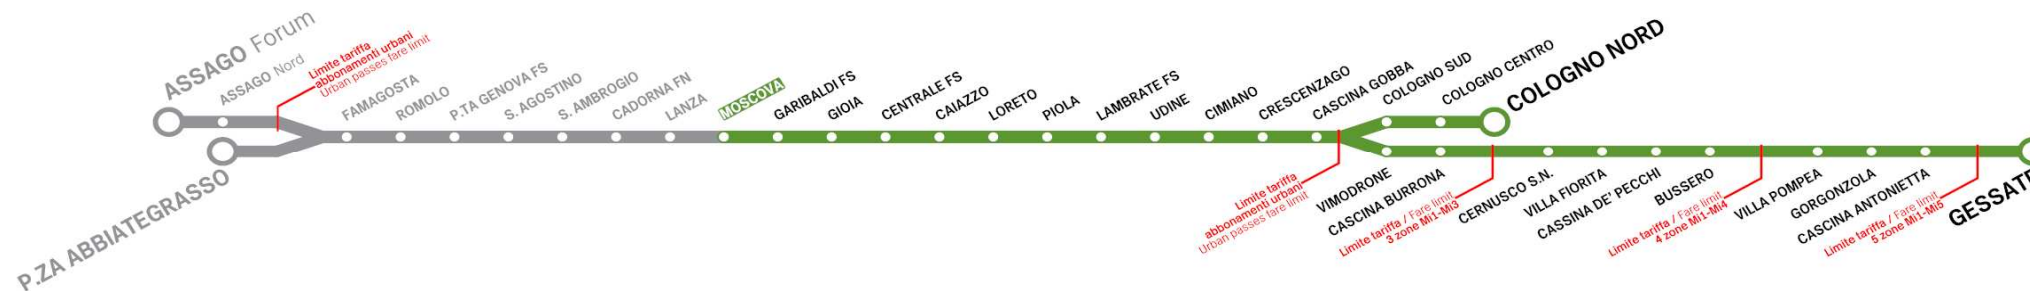 ASSAGO Forum
ASSAGO Nord
Limite tariffa
abbonamenti urbani
Urban passes fare limit
P.ZA ABBIATEGRASSO
FAMAGOSTA
ROMOLO
P.TA GENOVA FS
S. AGOSTINO
S. AMBROGIO
CADORNA FN
LANZA
MOSCOVA
GARIBALDI FS
GIOIA
CENTRALE FS
CAIAZZO
LORETO
PIOLA
LAMBRATE FS
UDINE
CIMIANO
CRESCENZAGO
CASCINA GOBBA
COLOGNO SUD
COLOGNO CENTRO
COLOGNO NORD
Limite tariffa
abbonamenti urbani
Urban passes fare limit
VIMODRONE
CASCINA BURRONA
Limite tariffa / Fare limit
3 zone Mi1-Mi3
CERNUSCO S.N.
VILLA FIORITA
CASSINA DE' PECCHI
BUSSERO
Limite tariffa / Fare limit
4 zone Mi1-Mi4
VILLA POMPEA
GORGONZOLA
CASCINA ANTONIETTA
Limite tariffa / Fare limit
5 zone Mi1-Mi5
GESSATE